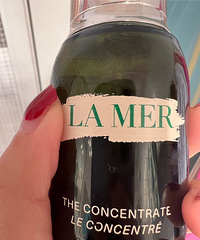 LA MER
THE CONCENTRATE
LE CONCENTRÉ